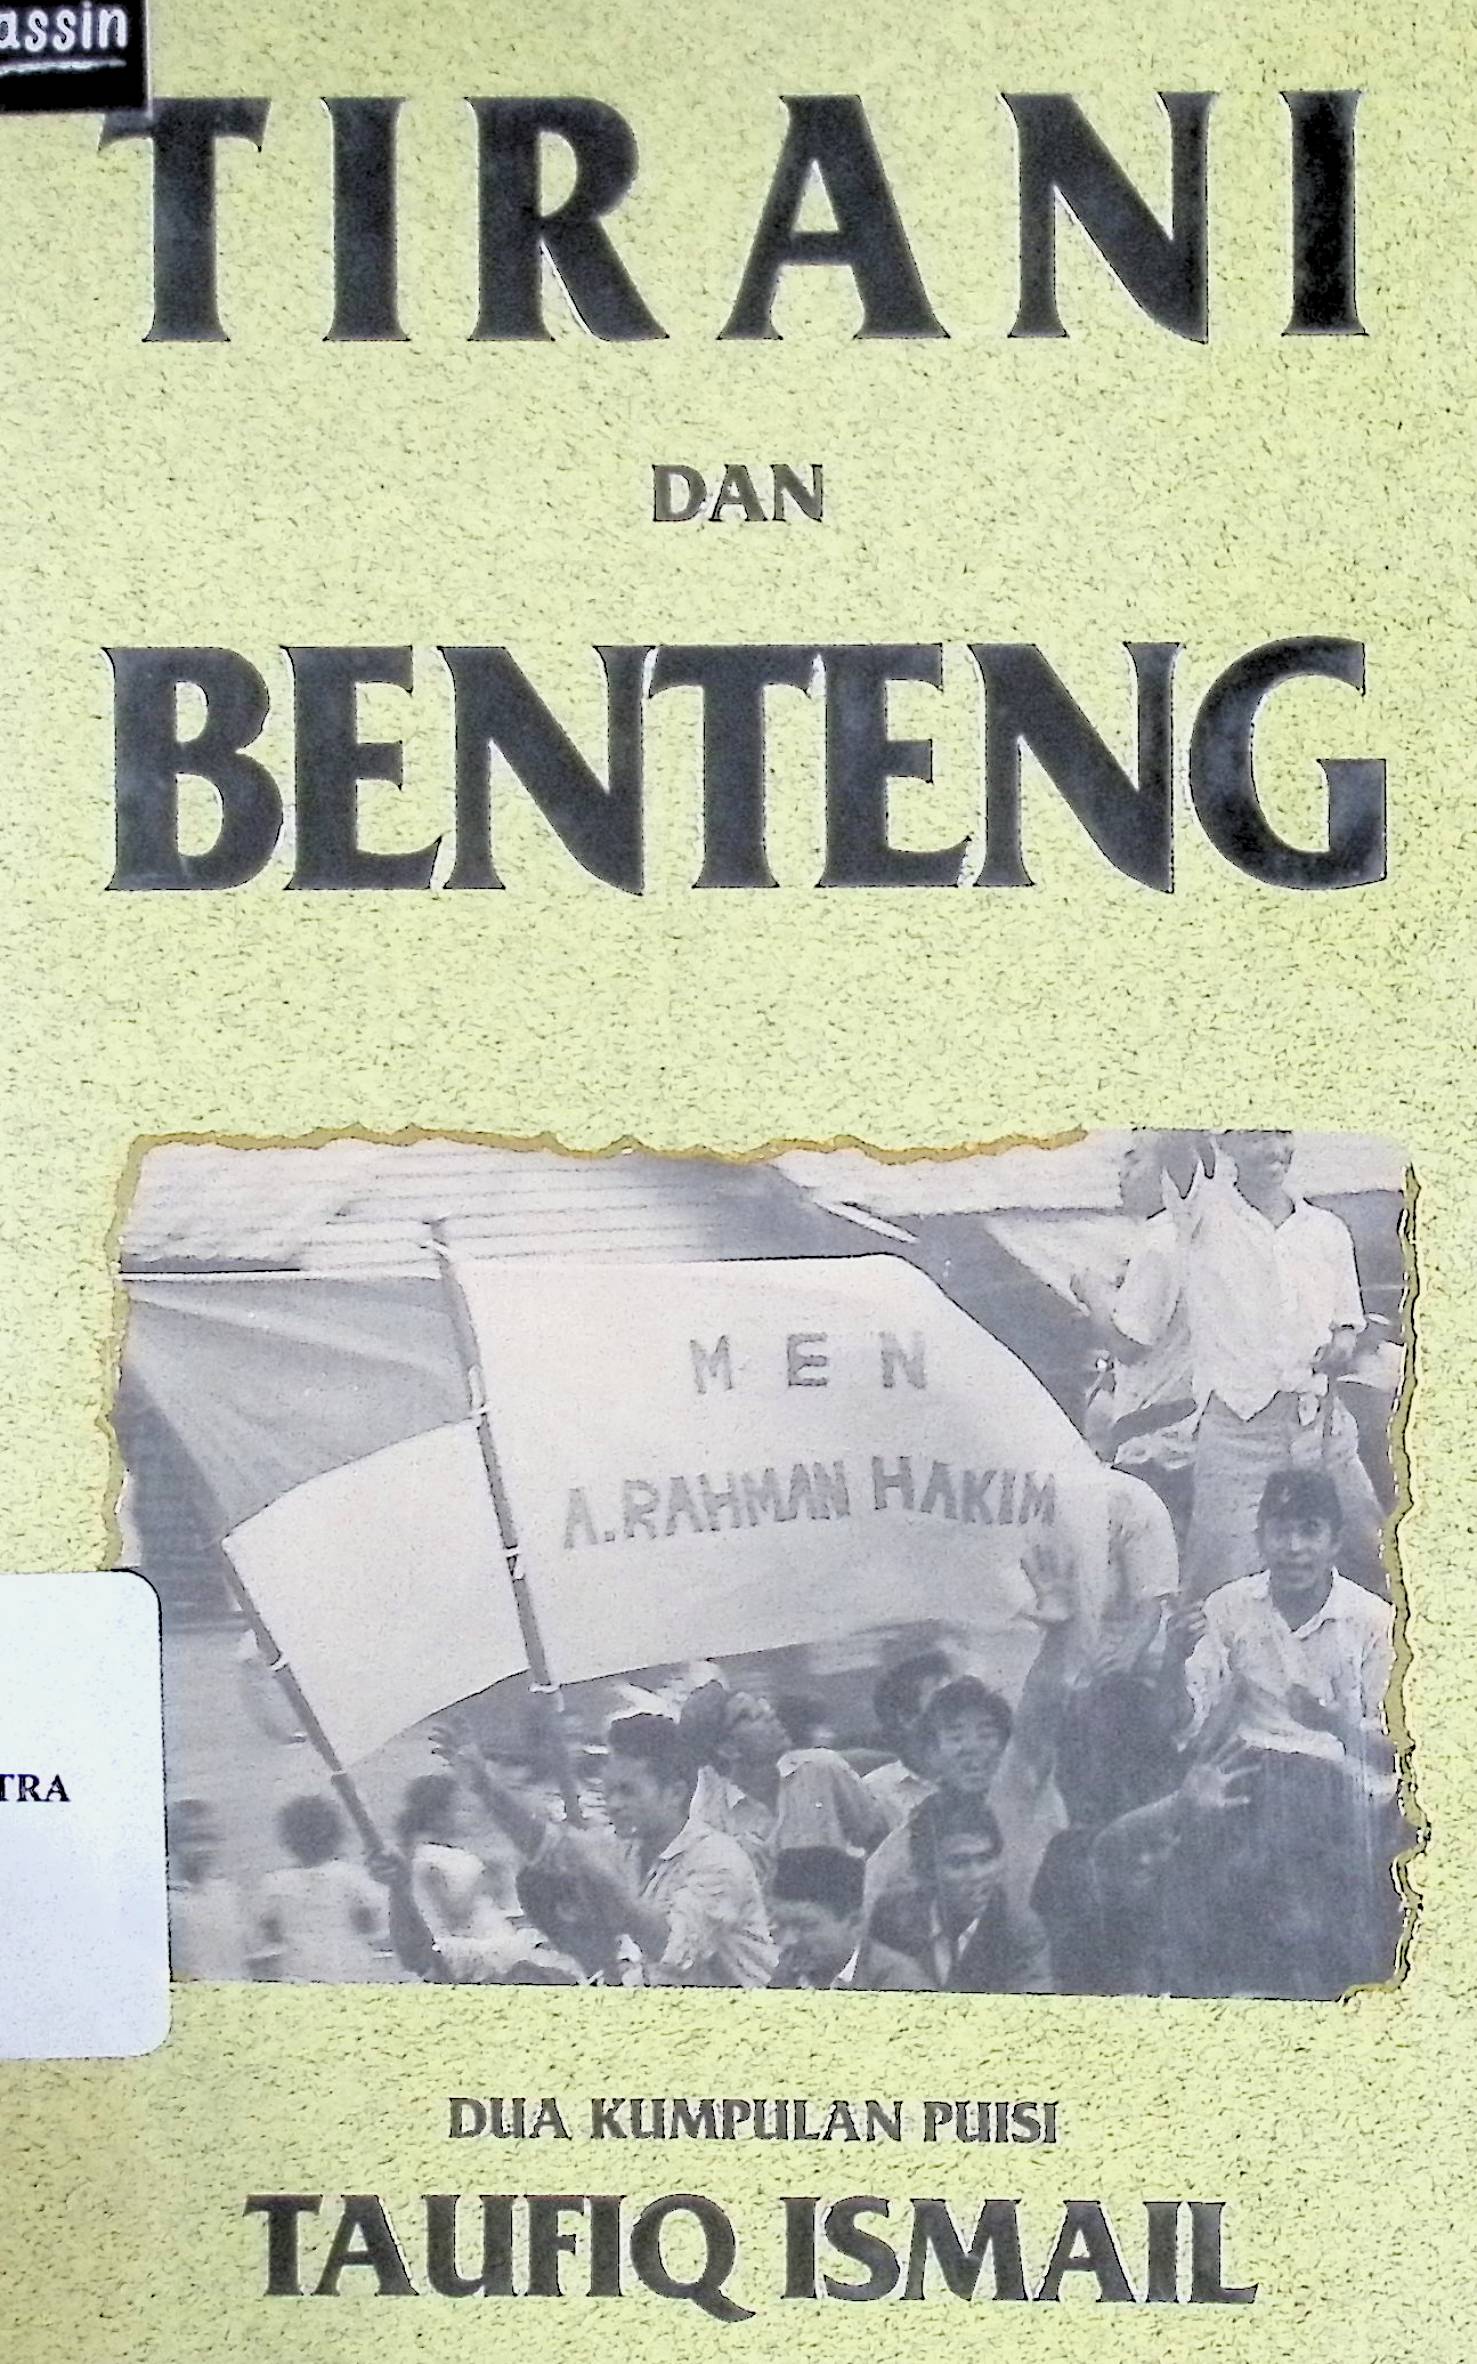 assin
TIRANI
DAN
BENTENG
MEN
A.RAHMAN HAKIM
TRA
DUA KUMPULAN PUISI
TAUFIQ ISMAIL